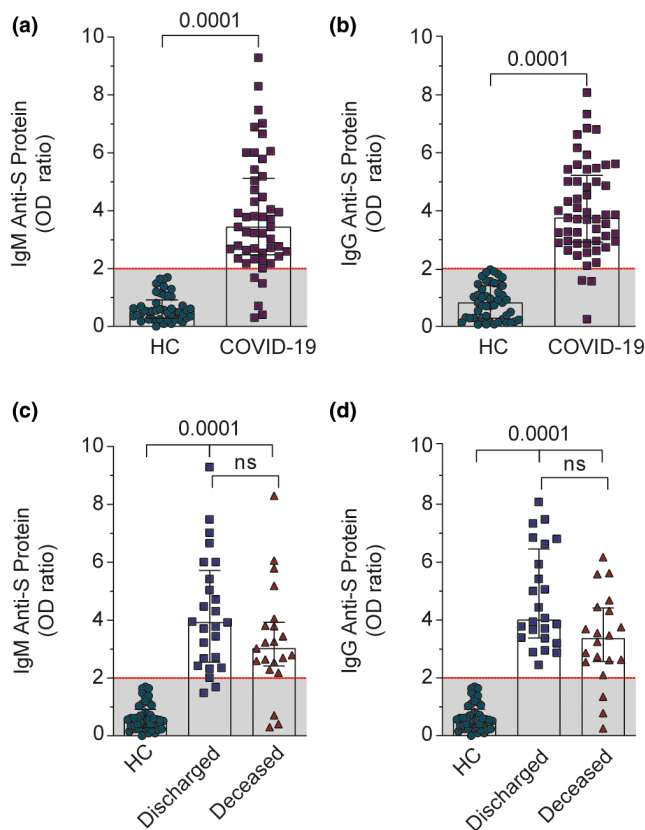 (a)
0.0001
10
8
6
4
2
0
IgM Anti-S Protein
(OD ratio)
HC
COVID-19
(b)
0.0001
10
8
6
4
2
0
IgG Anti-S Protein
(OD ratio)
HC
COVID-19
(c)
0.0001
ns
10
8
6
4
2
0
IgM Anti-S Protein
(OD ratio)
HC
Discharged
Deceased
(d)
0.0001
ns
10
8
6
4
2
0
IgG Anti-S Protein
(OD ratio)
HC
Discharged
Deceased